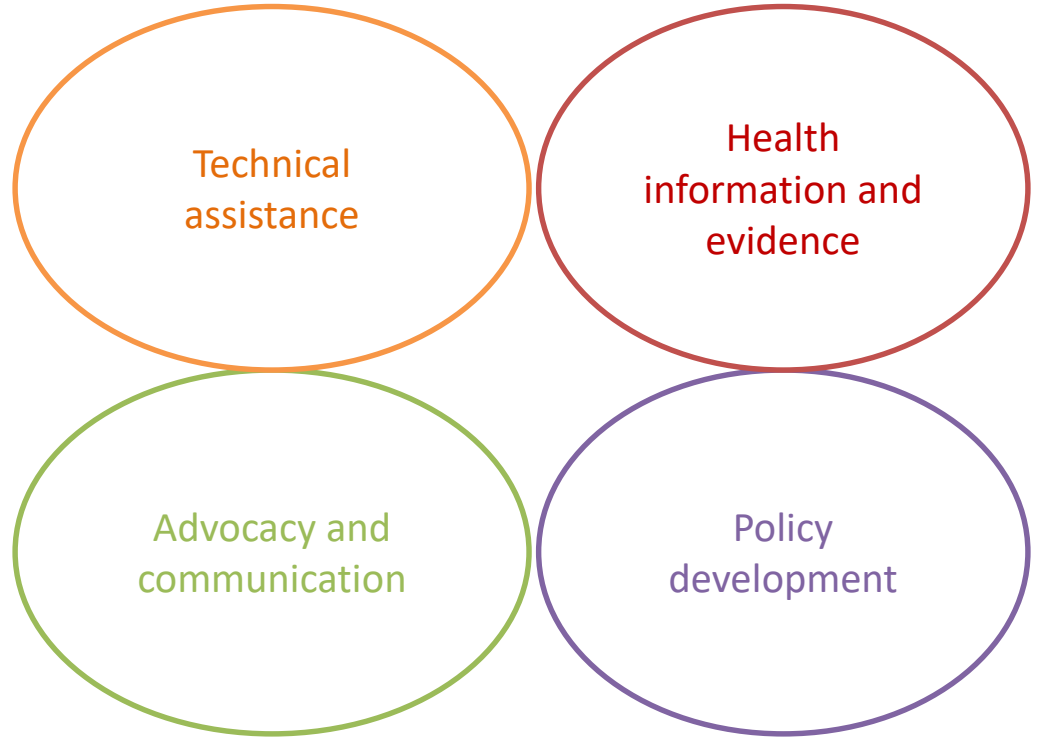 Technical
assistance
Health
information and
evidence
Advocacy and
communication
Policy
development